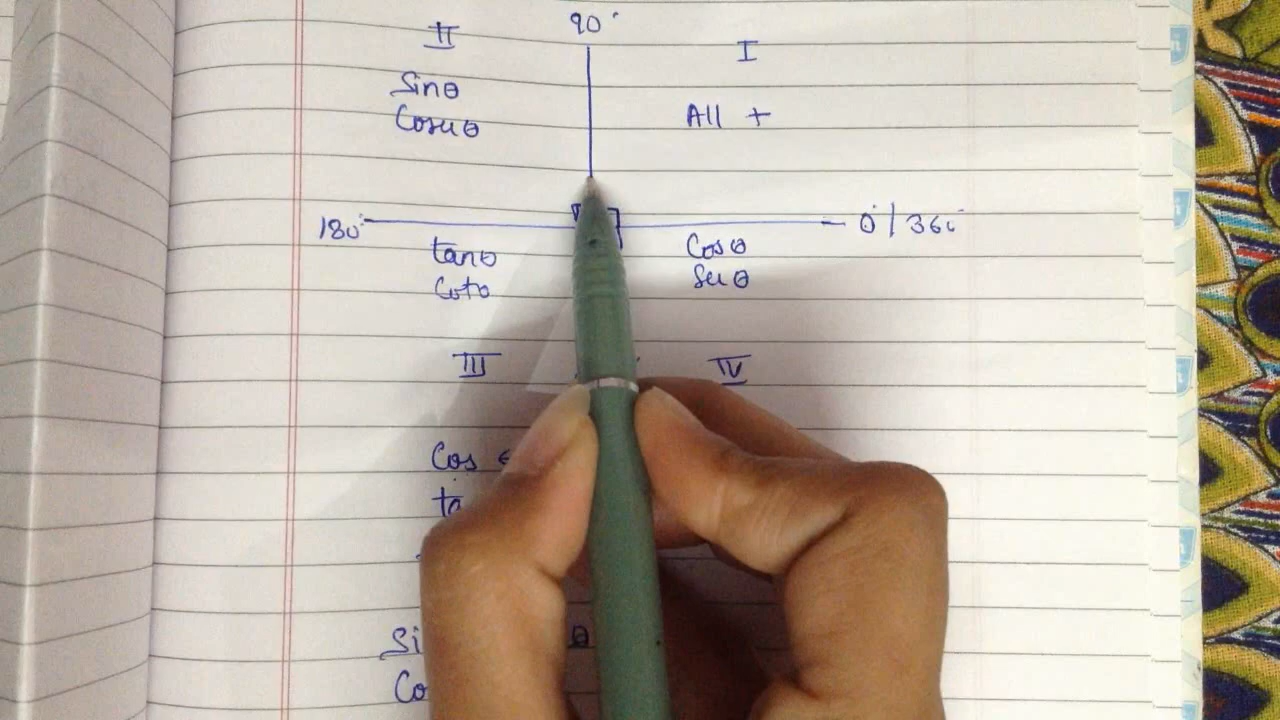 90°
II I
Sinθ
Cosecθ All +
180° 0° / 360
tanθ Cosθ
Cotθ Secθ
III IV
Cos